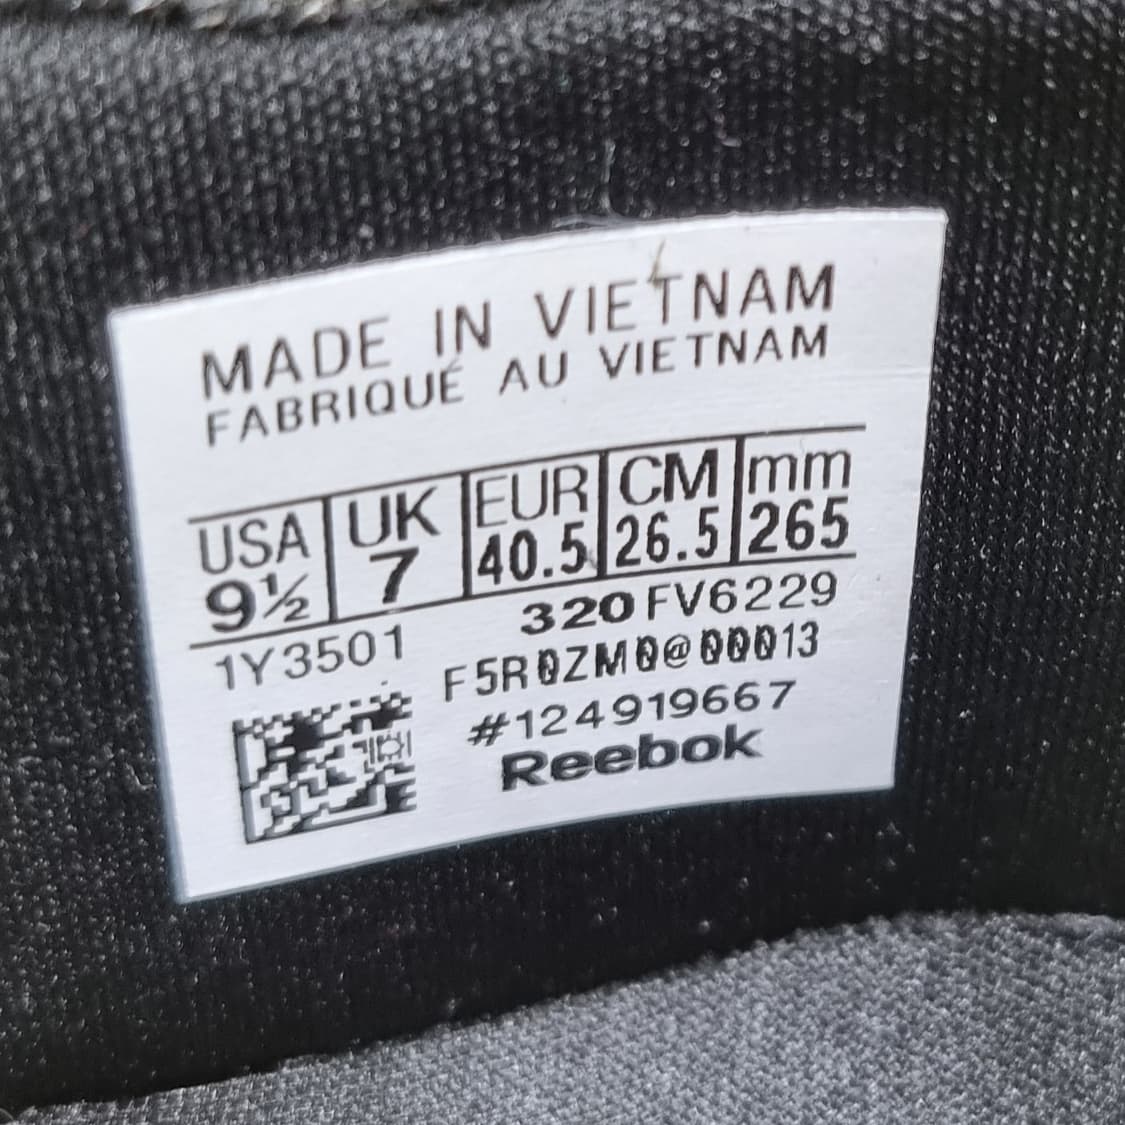 MADE IN VIETNAM
FABRIQUÉ AU VIETNAM
USA UK EUR CM mm
9½ 7 40.5 26.5 265
320 FV6229
1Y3501
F5R0ZM0@00013
#124919667
Reebok